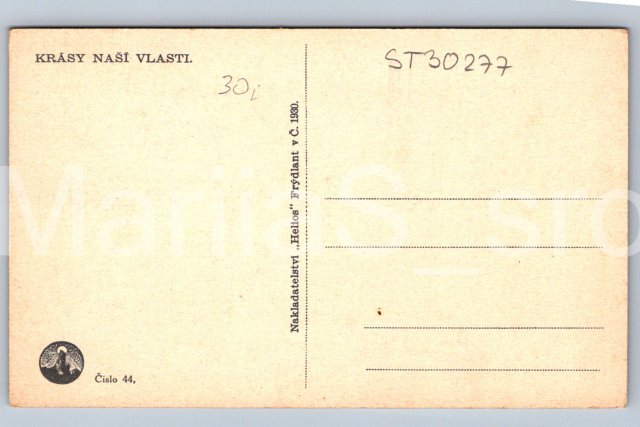 KRÁSY NAŠÍ VLASTI.
30,-
ST30277
Nakladatelství „Helios" Frýdlant v Č. 1930.
Číslo 44,